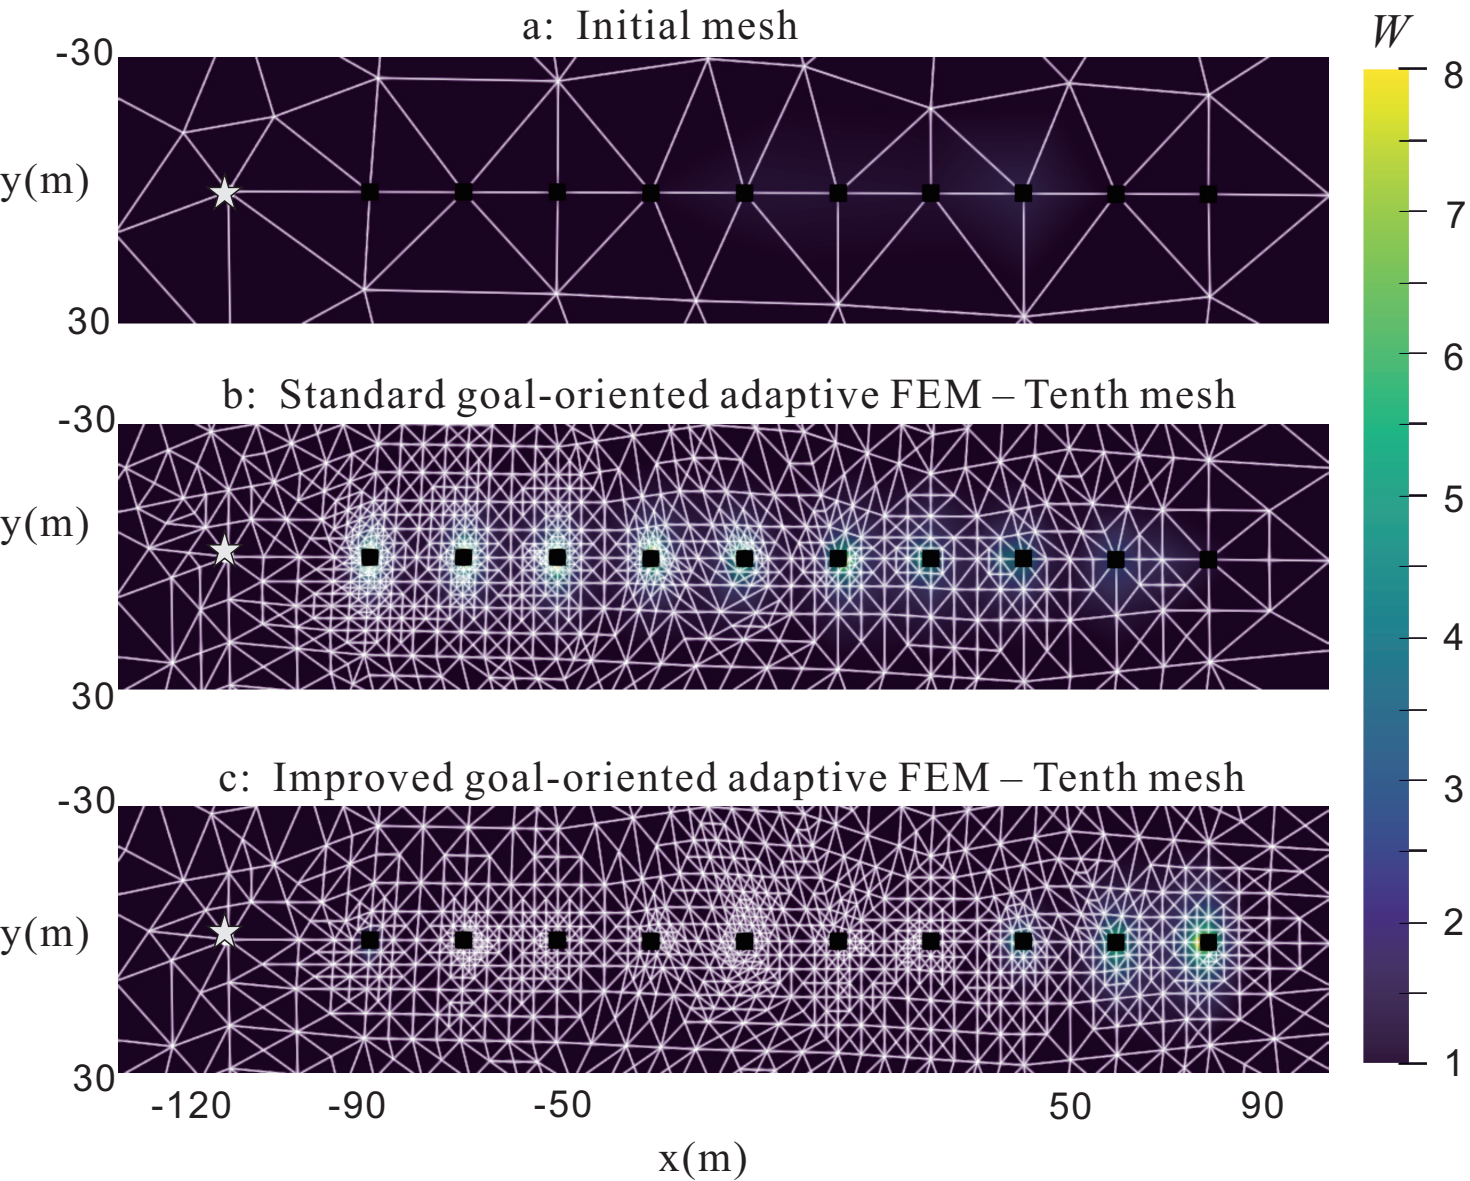 a: Initial mesh
W
-30
y(m)
30
b: Standard goal-oriented adaptive FEM – Tenth mesh
-30
y(m)
30
c: Improved goal-oriented adaptive FEM – Tenth mesh
-30
y(m)
30
-120 -90 -50 50 90
x(m)
8
7
6
5
4
3
2
1